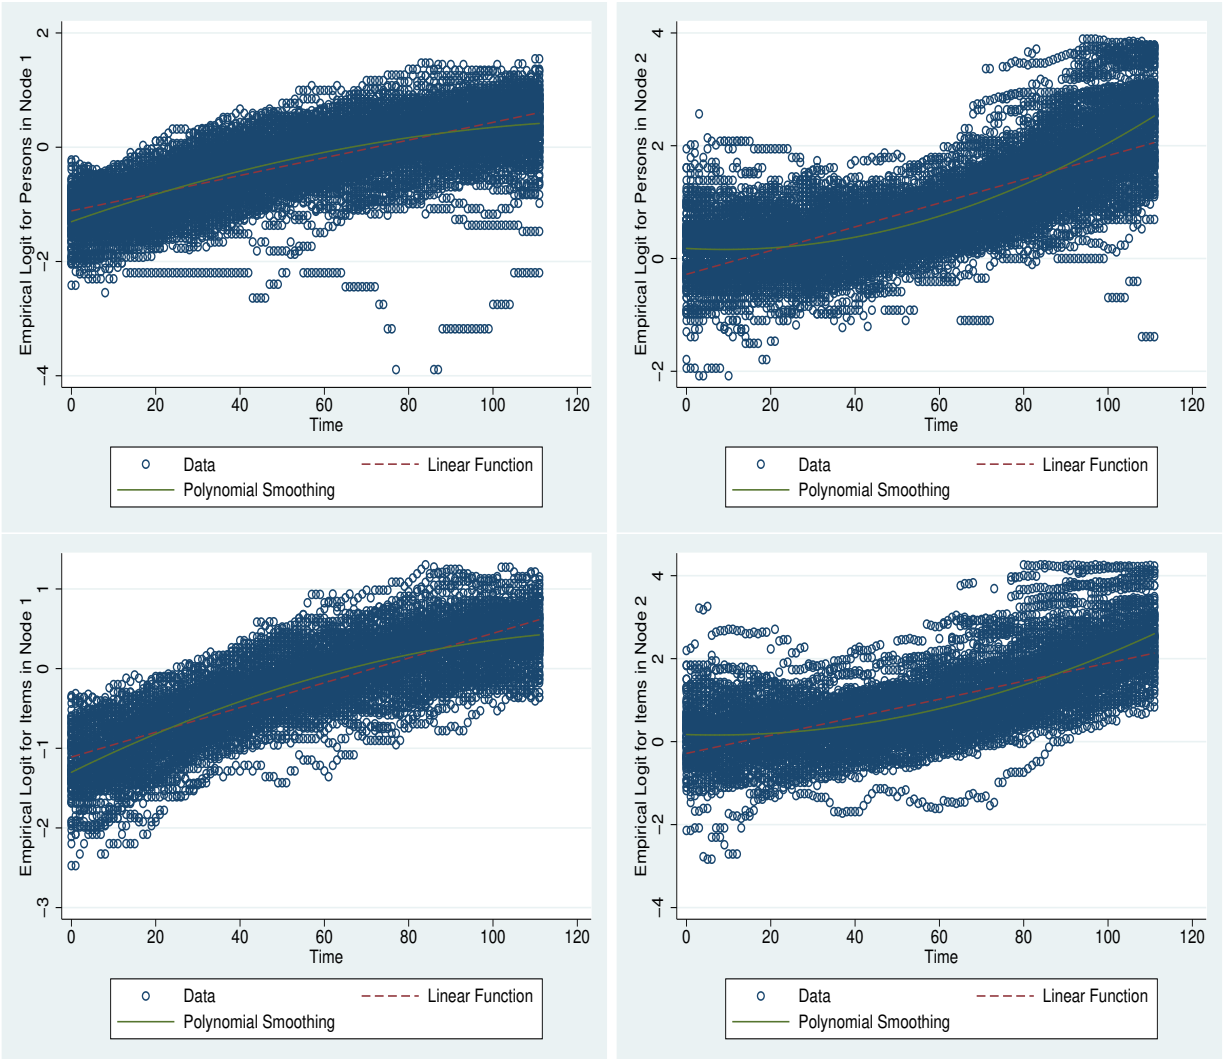 Empirical Logit for Persons in Node 1
2
0
−2
−4
0 20 40 60 80 100 120
Time
Data Linear Function
Polynomial Smoothing
Empirical Logit for Persons in Node 2
4
2
0
−2
0 20 40 60 80 100 120
Time
Data Linear Function
Polynomial Smoothing
Empirical Logit for Items in Node 1
1
0
−1
−2
−3
0 20 40 60 80 100 120
Time
Data Linear Function
Polynomial Smoothing
Empirical Logit for Items in Node 2
4
2
0
−2
−4
0 20 40 60 80 100 120
Time
Data Linear Function
Polynomial Smoothing